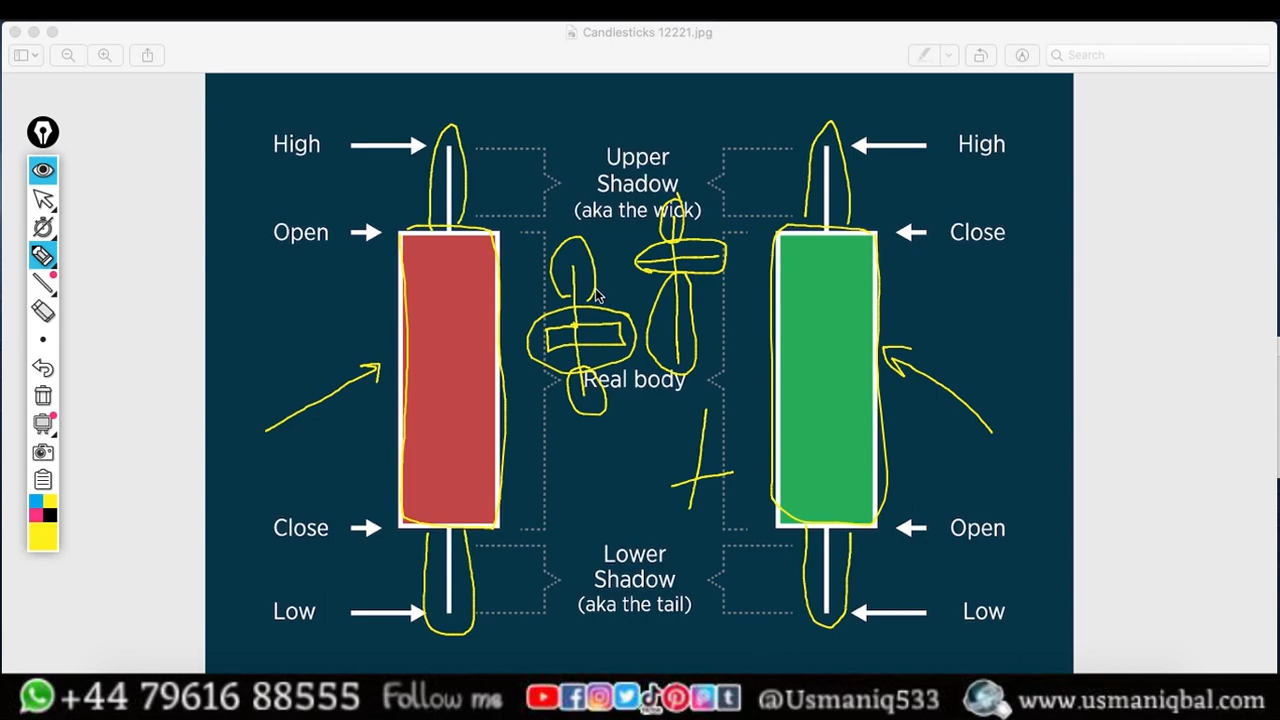 Candlesticks 12221.jpg
Search
High
Upper
Shadow
(aka the wick)
High
Open
Close
Real body
Close
Open
Lower
Shadow
(aka the tail)
Low
Low
+44 79616 88555 Follow me @Usmaniq533 www.usmaniqbal.com